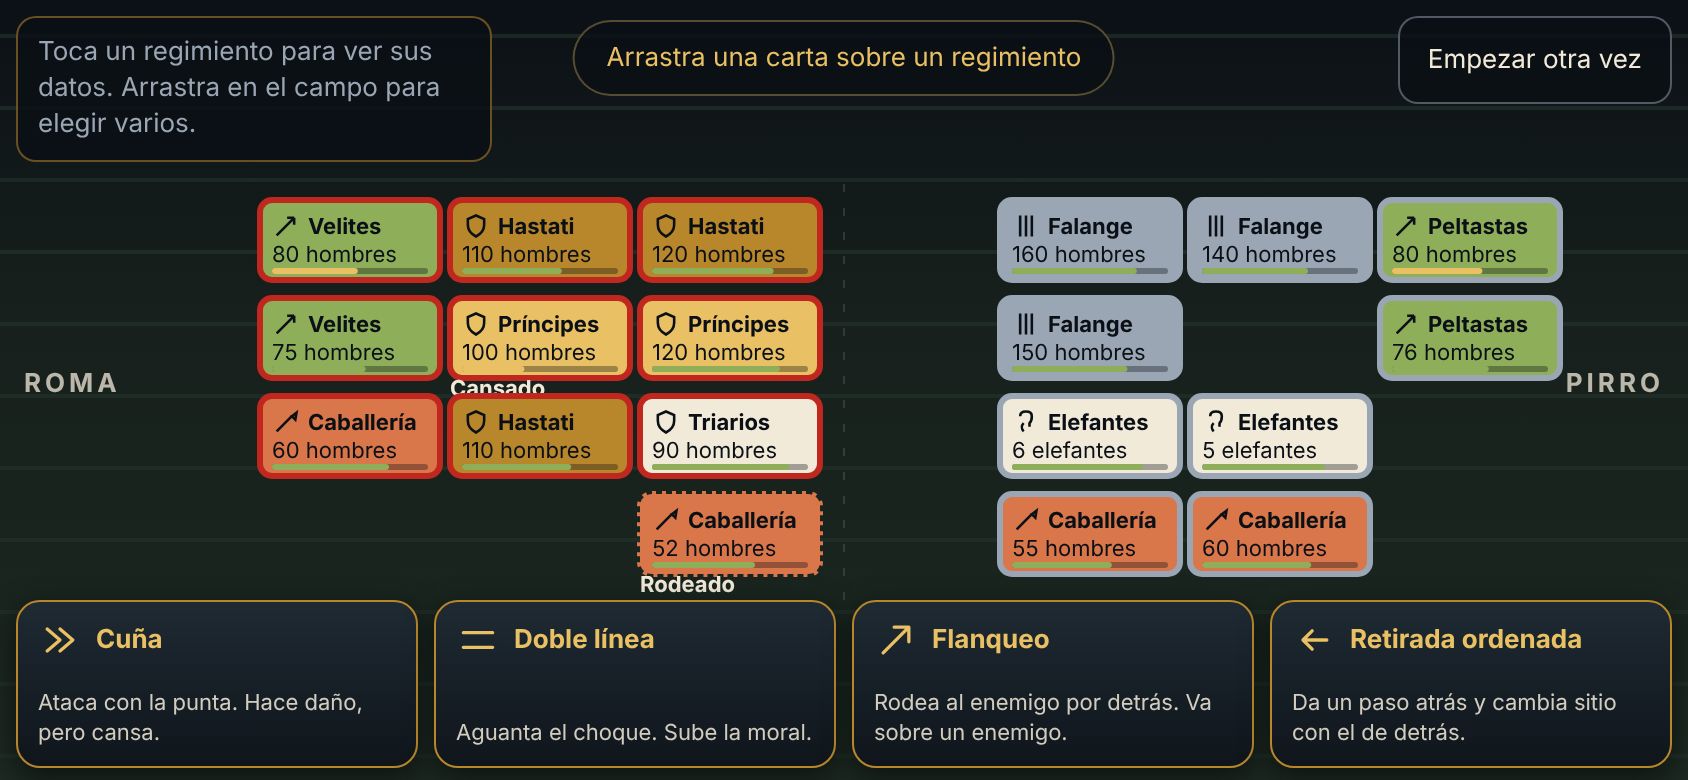 Toca un regimiento para ver sus
datos. Arrastra en el campo para
elegir varios.
Arrastra una carta sobre un regimiento
Empezar otra vez
Velites
80 hombres
Hastati
110 hombres
Hastati
120 hombres
Falange
160 hombres
Falange
140 hombres
Peltastas
80 hombres
Velites
75 hombres
Príncipes
100 hombres
Cansado
Príncipes
120 hombres
Falange
150 hombres
Peltastas
76 hombres
ROMA
PIRRO
Caballería
60 hombres
Hastati
110 hombres
Triarios
90 hombres
Elefantes
6 elefantes
Elefantes
5 elefantes
Caballería
52 hombres
Rodeado
Caballería
55 hombres
Caballería
60 hombres
Cuña
Ataca con la punta. Hace daño,
pero cansa.
Doble línea
Aguanta el choque. Sube la moral.
Flanqueo
Rodea al enemigo por detrás. Va
sobre un enemigo.
Retirada ordenada
Da un paso atrás y cambia sitio
con el de detrás.